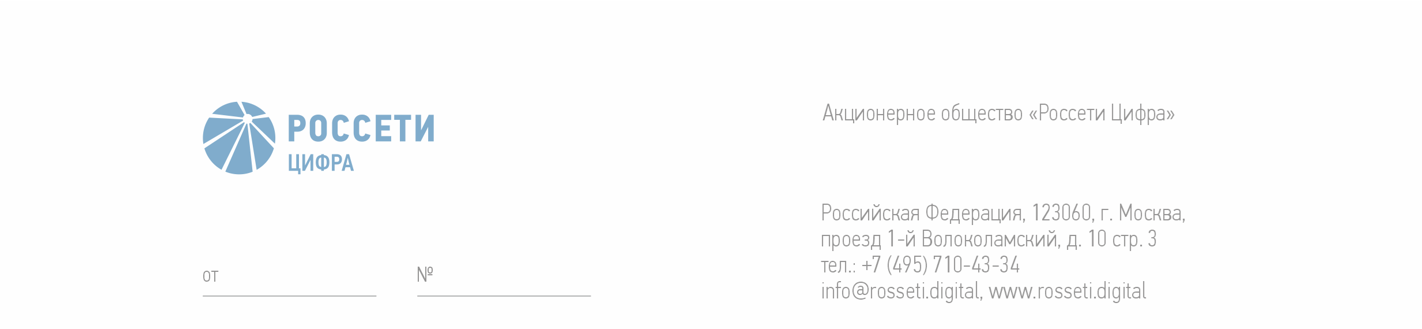 РОССЕТИ
ЦИФРА
Акционерное общество «Россети Цифра»
Российская Федерация, 123060, г. Москва,
проезд 1-й Волоколамский, д. 10 стр. 3
тел.: +7 (495) 710-43-34
info@rosseti.digital, www.rosseti.digital
от
№